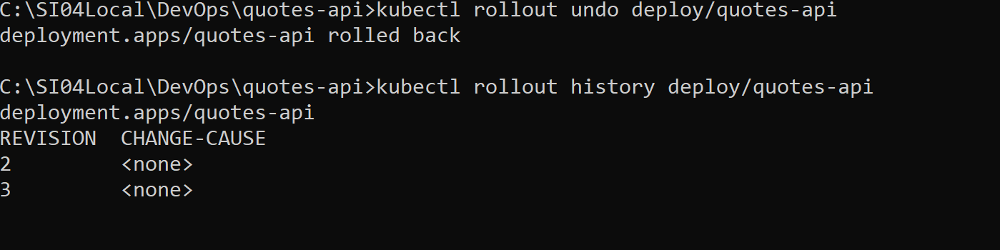 C:\SI04Local\DevOps\quotes-api>kubectl rollout undo deploy/quotes-api
deployment.apps/quotes-api rolled back
C:\SI04Local\DevOps\quotes-api>kubectl rollout history deploy/quotes-api
deployment.apps/quotes-api
REVISION  CHANGE-CAUSE
2         <none>
3         <none>